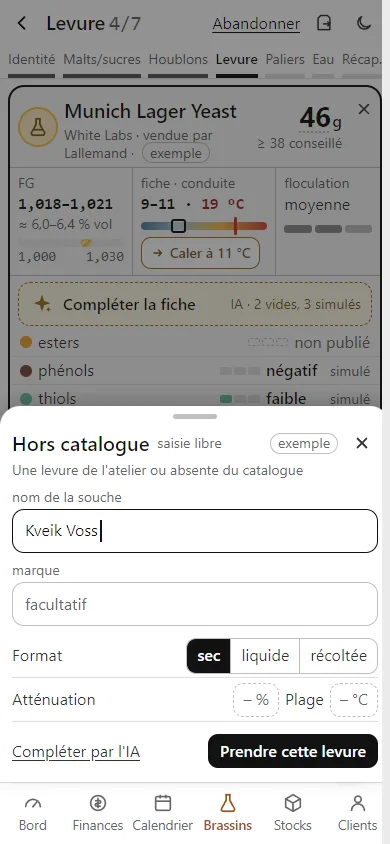 Levure 4/7
Abandonner
Identité Malts/sucres Houblons Levure Paliers Eau Récap.
Munich Lager Yeast
46 g
White Labs · vendue par
Lallemand · exemple
≥ 38 conseillé
FG
1,018–1,021
≈ 6,0–6,4 % vol
1,000 1,030
fiche · conduite
9–11 · 19 °C
→ Caler à 11 °C
floculation
moyenne
Compléter la fiche IA · 2 vides, 3 simulés
esters non publié
phénols négatif simulé
thiols faible simulé
Hors catalogue saisie libre exemple
Une levure de l'atelier ou absente du catalogue
nom de la souche
Kveik Voss
marque
facultatif
Format sec liquide récoltée
Atténuation – % Plage – °C
Compléter par l'IA Prendre cette levure
Bord Finances Calendrier Brassins Stocks Clients